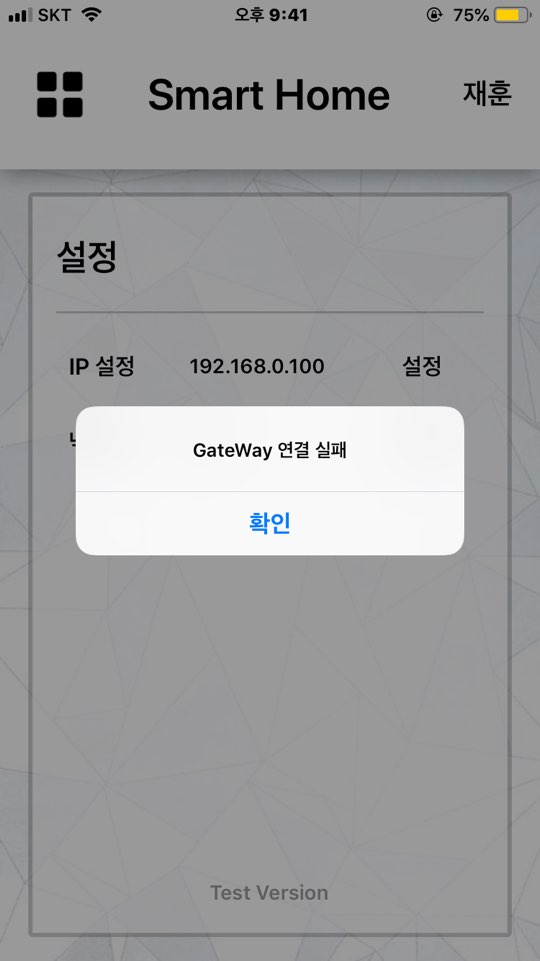 SKT 오후 9:41 75%
Smart Home 재훈
설정
IP 설정 192.168.0.100 설정
GateWay 연결 실패
확인
Test Version